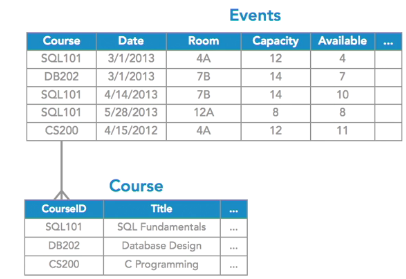 Events
Course Date Room Capacity Available ...
SQL101 3/1/2013 4A 12 4
DB202 3/1/2013 7B 14 7
SQL101 4/14/2013 7B 14 10
SQL101 5/28/2013 12A 8 8
CS200 4/15/2012 4A 12 11
Course
CourseID Title ...
SQL101 SQL Fundamentals ...
DB202 Database Design ...
CS200 C Programming ...